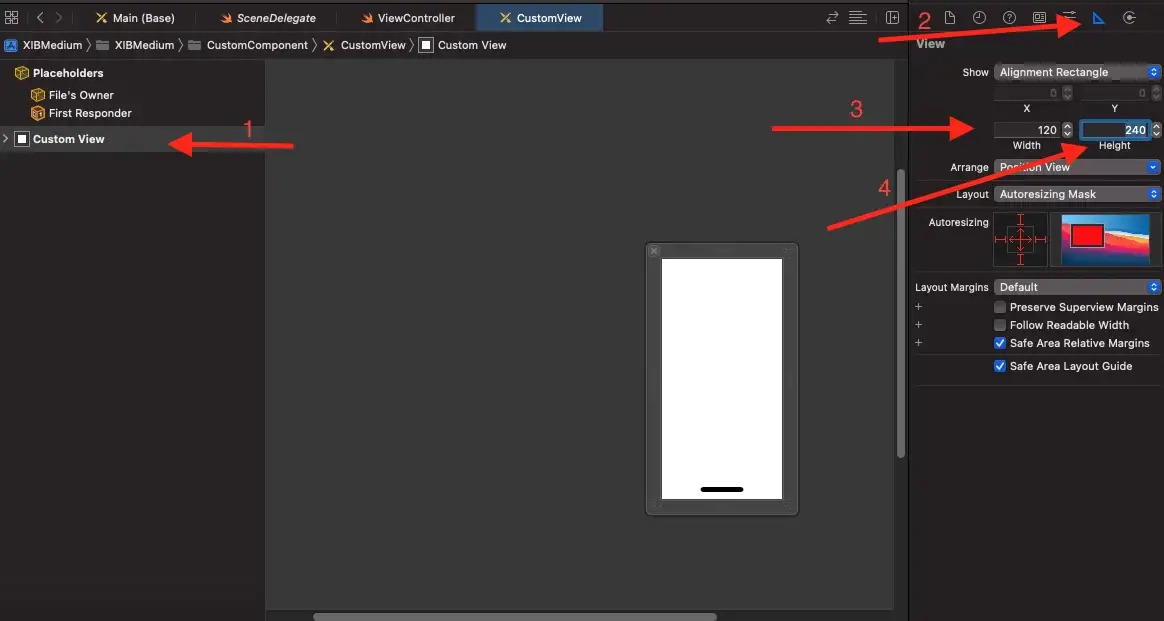 Main (Base)
SceneDelegate
ViewController
CustomView
2
XIBMedium
XIBMedium
CustomComponent
CustomView
Custom View
View
Placeholders
File's Owner
First Responder
Custom View
1
3
4
Show
Alignment Rectangle
0
0
X
Y
120
240
Width
Height
Arrange
Position View
Layout
Autoresizing Mask
Autoresizing
Layout Margins
Default
+ Preserve Superview Margins
+ Follow Readable Width
+ Safe Area Relative Margins
Safe Area Layout Guide